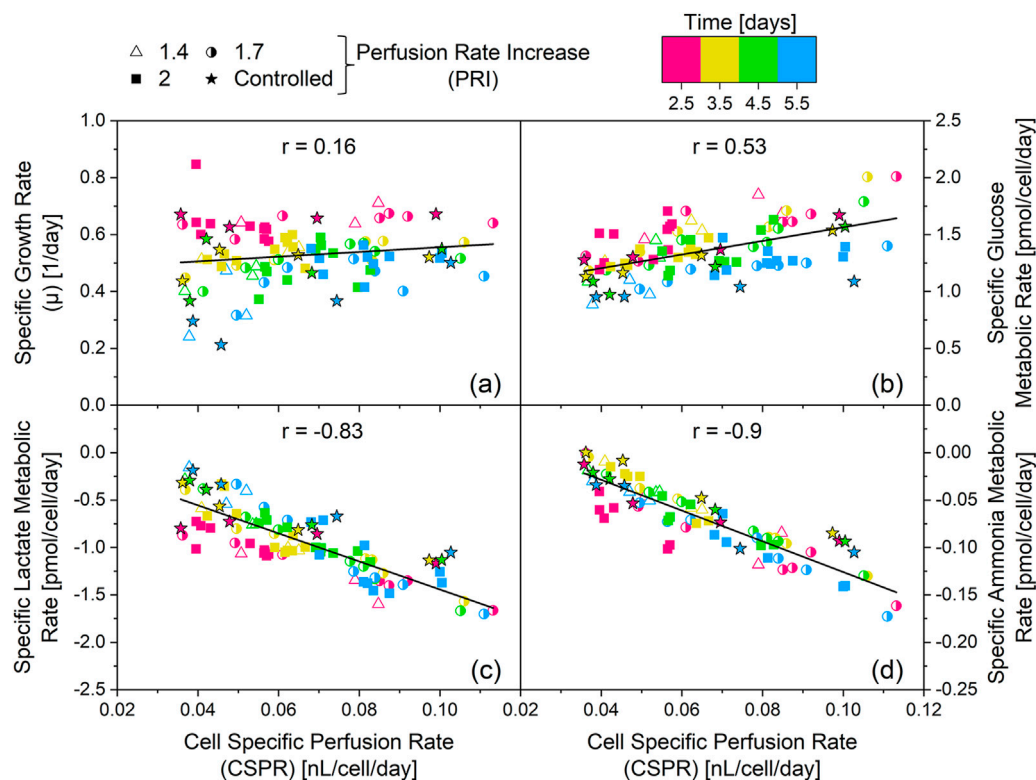 Time [days]
1.4 1.7
2 Controlled
Perfusion Rate Increase
(PRI)
2.5 3.5 4.5 5.5
Specific Growth Rate
(μ) [1/day]
1.0
0.8
0.6
0.4
0.2
0.0
r = 0.16
(a)
r = 0.53
(b)
2.5
2.0
1.5
1.0
0.5
0.0
Specific Glucose
Metabolic Rate [pmol/cell/day]
Specific Lactate Metabolic
Rate [pmol/cell/day]
0.0
-0.5
-1.0
-1.5
-2.0
-2.5
r = -0.83
(c)
r = -0.9
(d)
0.00
-0.05
-0.10
-0.15
-0.20
-0.25
Specific Ammonia Metabolic
Rate [pmol/cell/day]
0.02 0.04 0.06 0.08 0.10 0.02 0.04 0.06 0.08 0.10 0.12
Cell Specific Perfusion Rate
(CSPR) [nL/cell/day]
Cell Specific Perfusion Rate
(CSPR) [nL/cell/day]